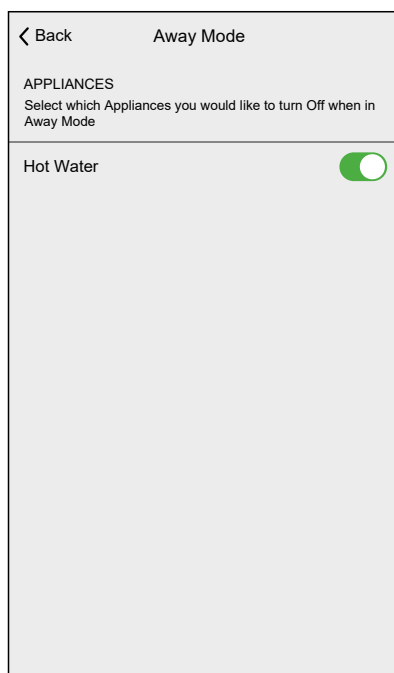 Back
Away Mode
APPLIANCES
Select which Appliances you would like to turn Off when in
Away Mode
Hot Water